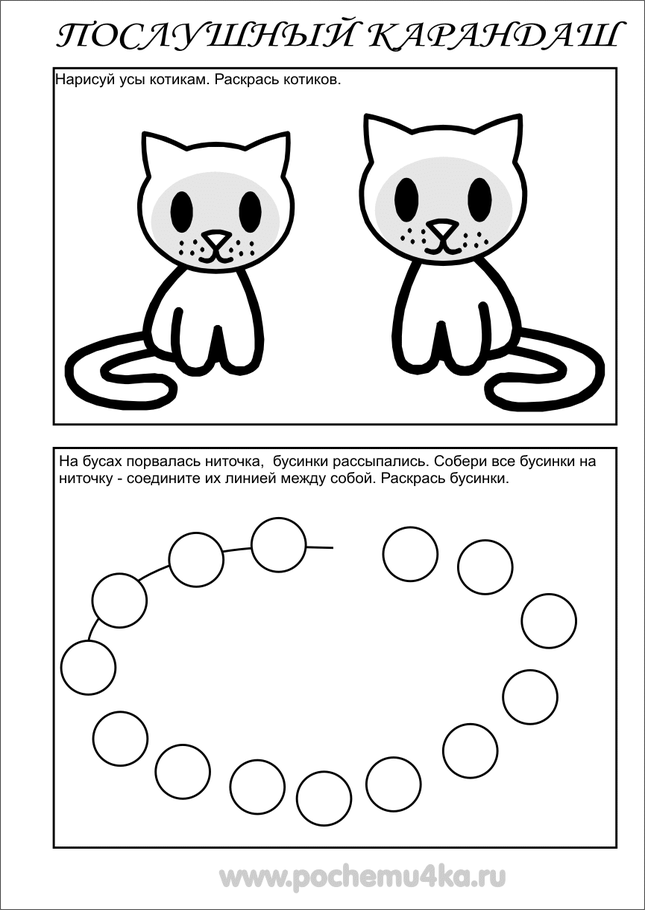 ПОСЛУШНЫЙ КАРАНДАШ
Нарисуй усы котикам. Раскрась котиков.
На бусах порвалась ниточка, бусинки рассыпались. Собери все бусинки на
ниточку - соедините их линией между собой. Раскрась бусинки.
www.pochemu4ka.ru